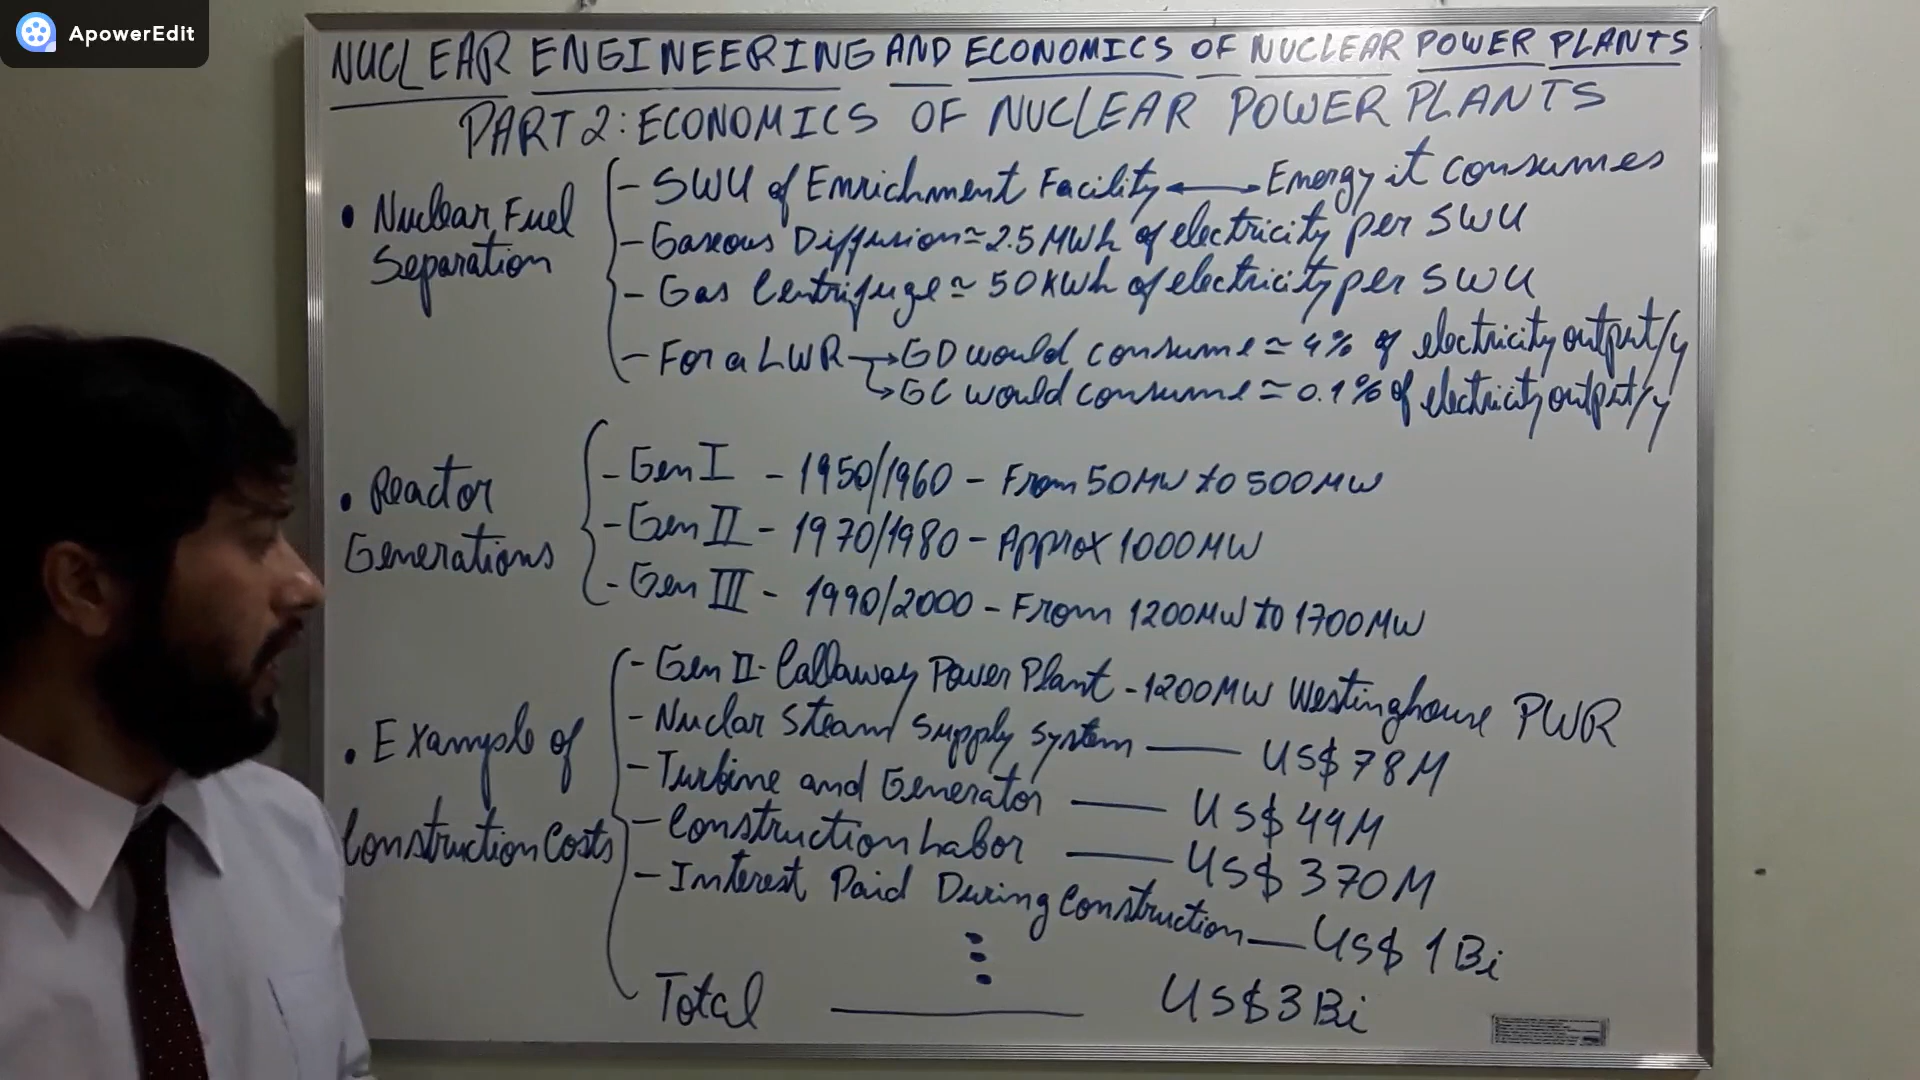 ApowerEdit
NUCLEAR ENGINEERING AND ECONOMICS OF NUCLEAR POWER PLANTS
PART 2: ECONOMICS OF NUCLEAR POWER PLANTS
• Nuclear Fuel Separation
- SWU of Enrichment Facility ↔ Energy it consumes
- Gaseous Diffusion ≃ 2.5 MWh of electricity per SWU
- Gas Centrifuge ≃ 50 KWh of electricity per SWU
- For a LWR → GD would consume ≃ 4% of electricity output/y
↳ GC would consume ≃ 0.1% of electricity output/y
• Reactor Generations
- Gen I - 1950/1960 - From 50MW to 500MW
- Gen II - 1970/1980 - Approx 1000MW
- Gen III - 1990/2000 - From 1200MW to 1700MW
• Example of Construction Costs
- Gen II - Callaway Power Plant - 1200MW Westinghouse PWR
- Nuclar Steam Supply System — US$ 78M
- Turbine and Generator — US$ 44M
- Construction Labor — US$ 370M
- Interest Paid During Construction — US$ 1 Bi
⋮
Total — US$ 3 Bi